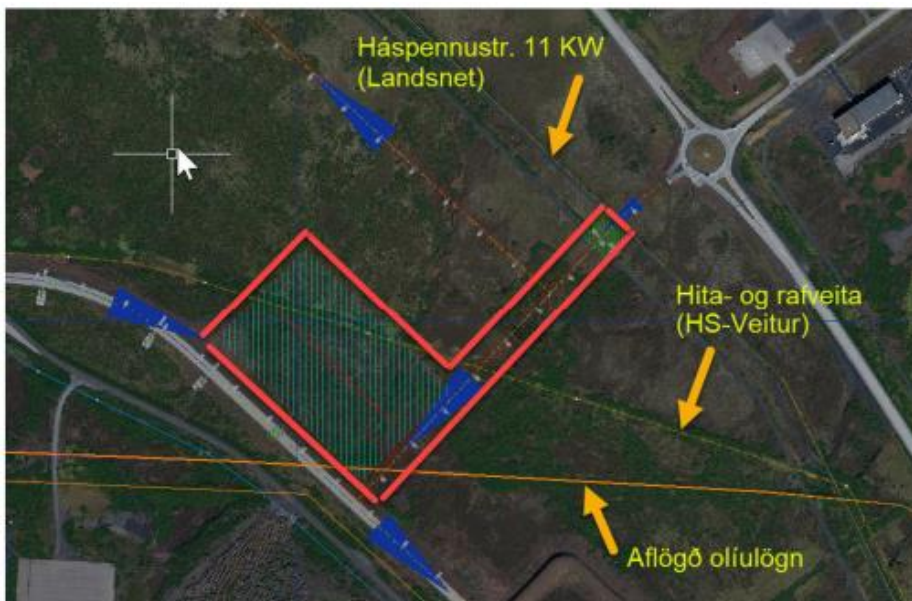 Háspennustr. 11 KW
(Landsnet)
Hita- og rafveita
(HS-Veitur)
Aflögð olíulögn